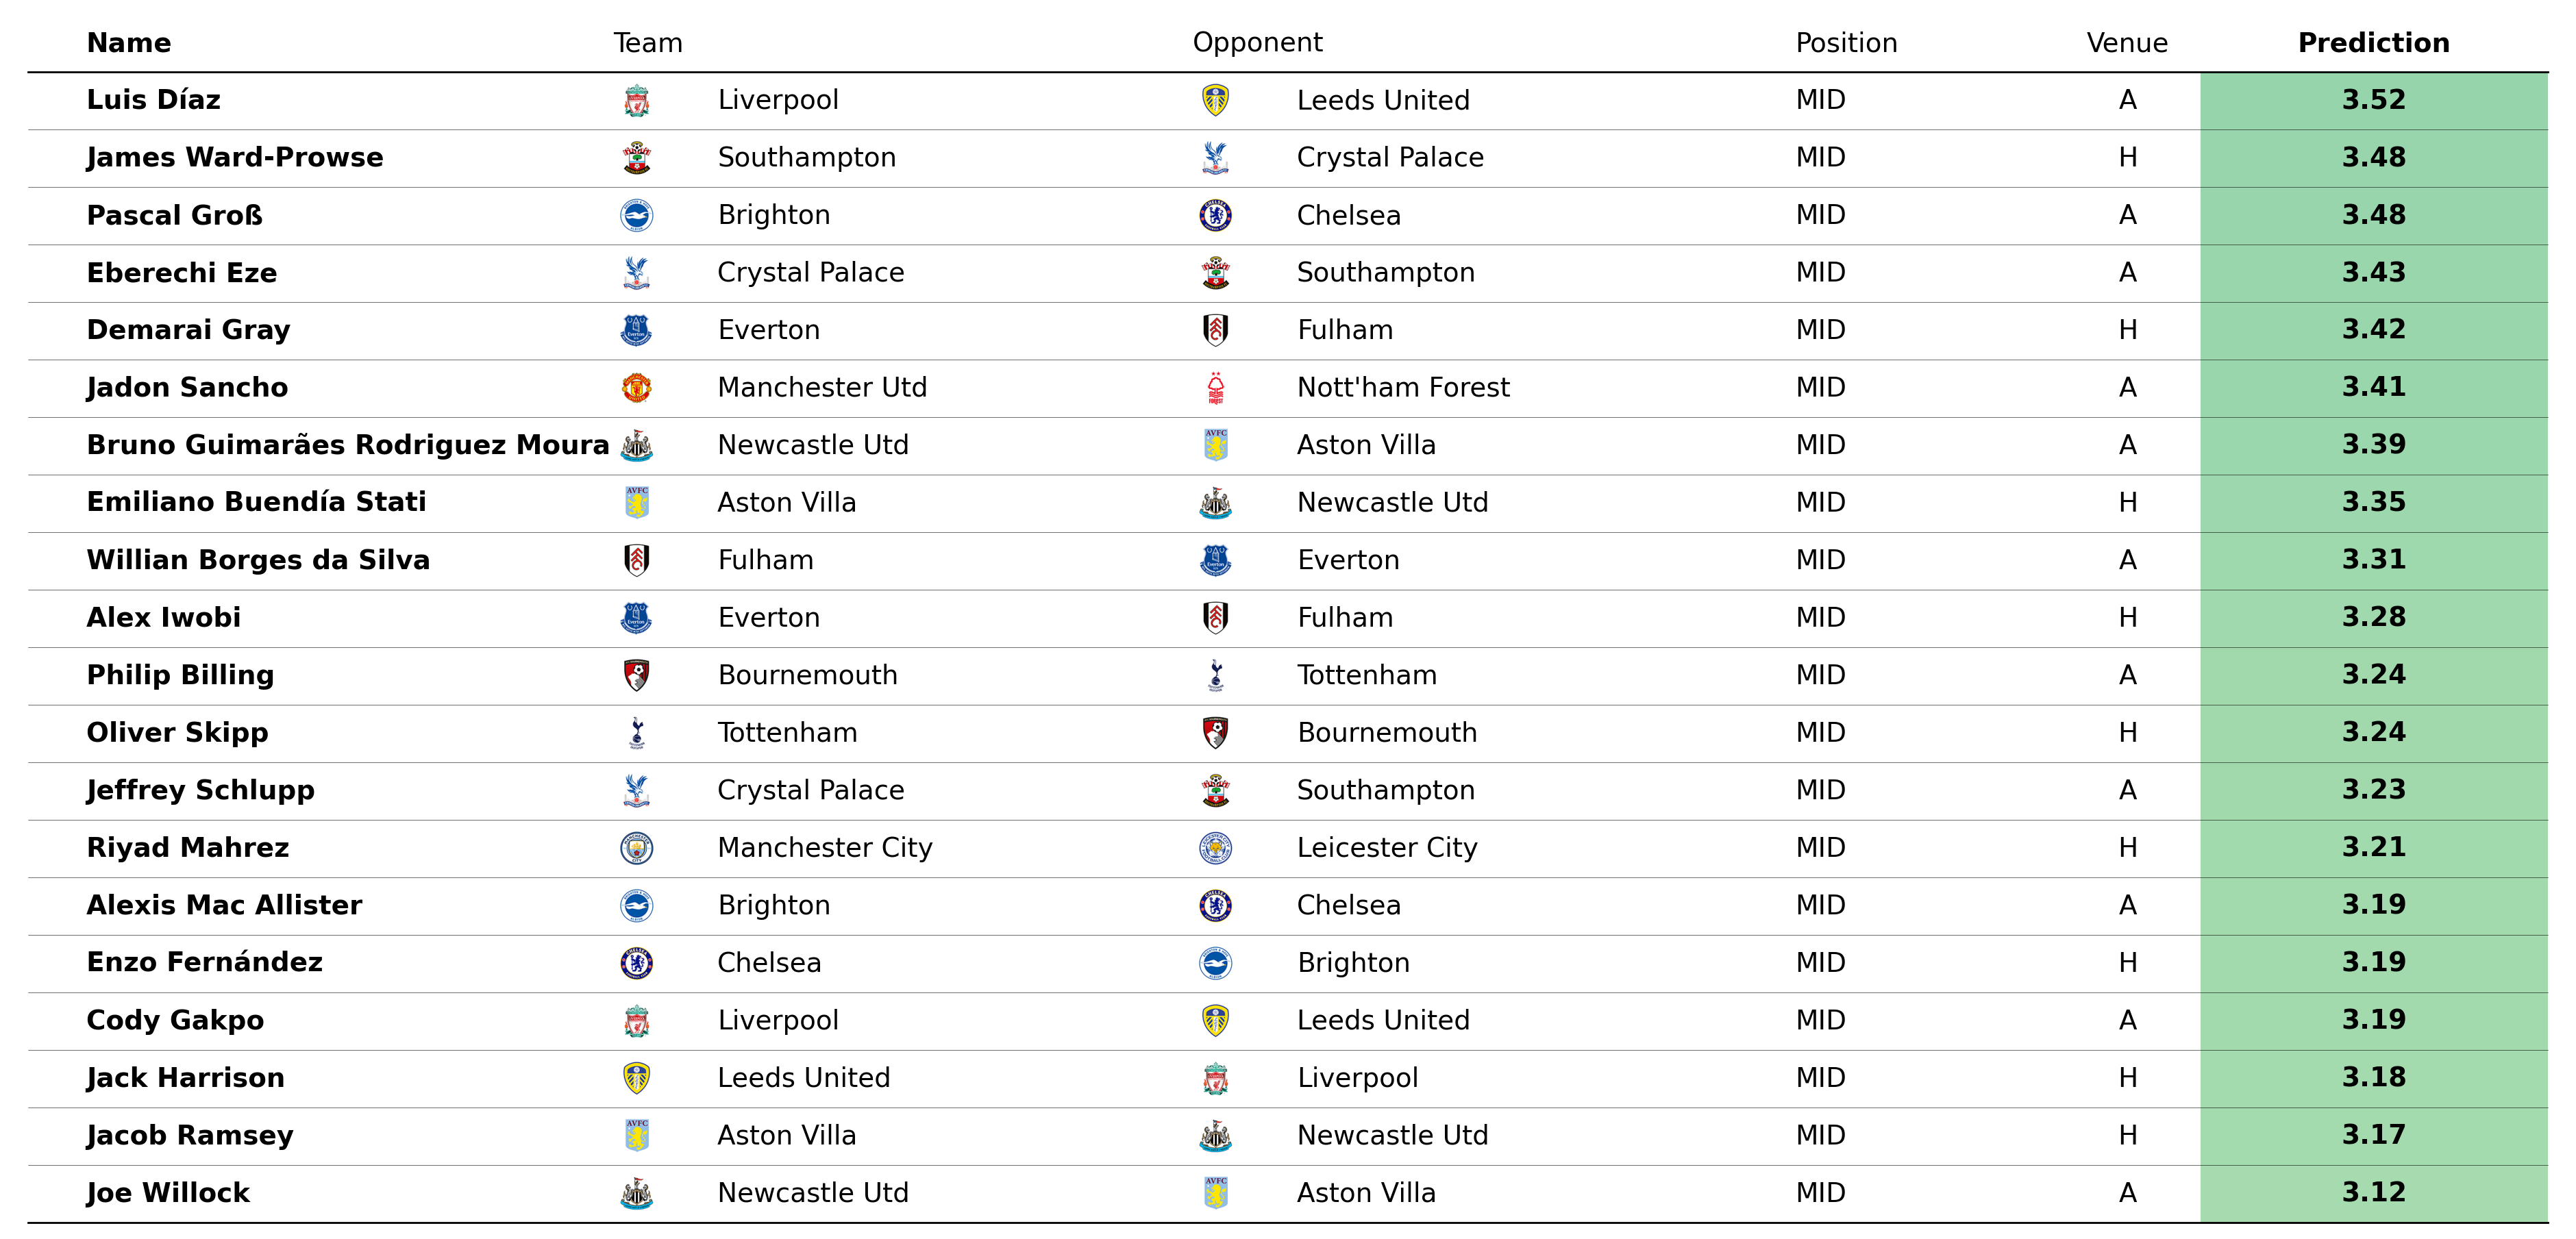 Name Team Opponent Position Venue Prediction
Luis Díaz Liverpool Leeds United MID A 3.52
James Ward-Prowse Southampton Crystal Palace MID H 3.48
Pascal Groß Brighton Chelsea MID A 3.48
Eberechi Eze Crystal Palace Southampton MID A 3.43
Demarai Gray Everton Fulham MID H 3.42
Jadon Sancho Manchester Utd Nott'ham Forest MID A 3.41
Bruno Guimarães Rodriguez Moura Newcastle Utd Aston Villa MID A 3.39
Emiliano Buendía Stati Aston Villa Newcastle Utd MID H 3.35
Willian Borges da Silva Fulham Everton MID A 3.31
Alex Iwobi Everton Fulham MID H 3.28
Philip Billing Bournemouth Tottenham MID A 3.24
Oliver Skipp Tottenham Bournemouth MID H 3.24
Jeffrey Schlupp Crystal Palace Southampton MID A 3.23
Riyad Mahrez Manchester City Leicester City MID H 3.21
Alexis Mac Allister Brighton Chelsea MID A 3.19
Enzo Fernández Chelsea Brighton MID H 3.19
Cody Gakpo Liverpool Leeds United MID A 3.19
Jack Harrison Leeds United Liverpool MID H 3.18
Jacob Ramsey Aston Villa Newcastle Utd MID H 3.17
Joe Willock Newcastle Utd Aston Villa MID A 3.12